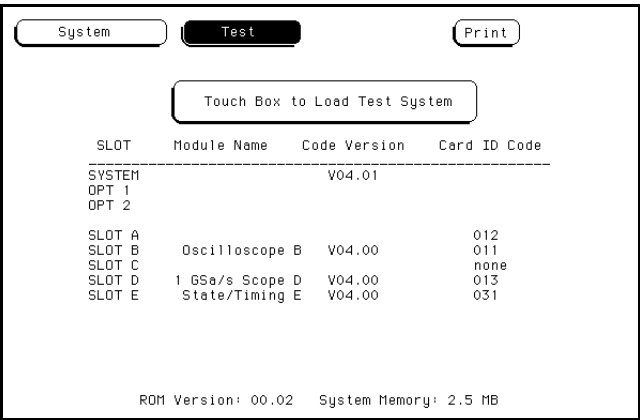 System Test Print
Touch Box to Load Test System
SLOT Module Name Code Version Card ID Code
SYSTEM V04.01
OPT 1
OPT 2
SLOT A 012
SLOT B Oscilloscope B V04.00 011
SLOT C none
SLOT D 1 GSa/s Scope D V04.00 013
SLOT E State/Timing E V04.00 031
ROM Version: 00.02 System Memory: 2.5 MB